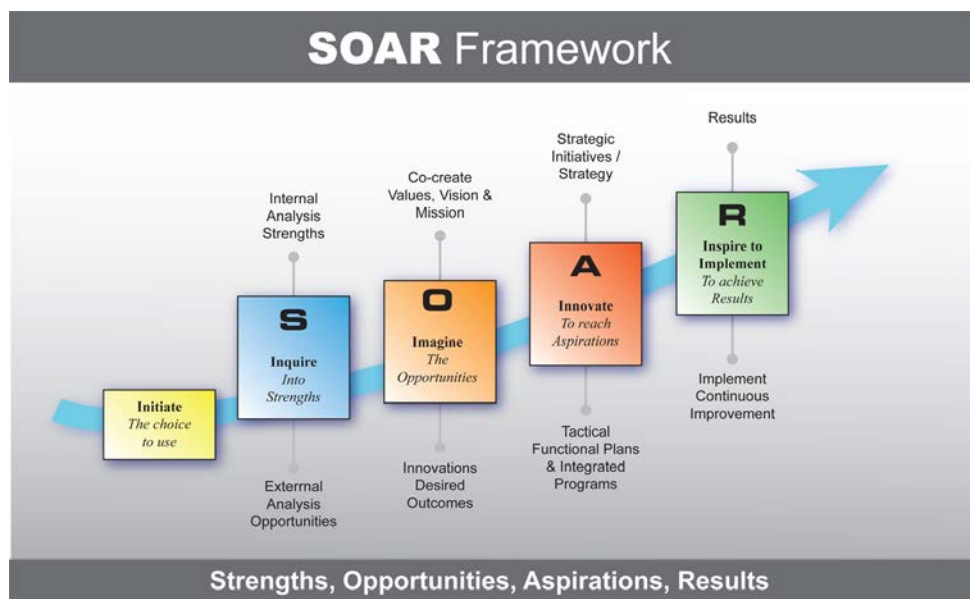 SOAR Framework
Internal
Analysis
Strengths
Co-create
Values, Vision &
Mission
Strategic
Initiatives /
Strategy
Results
Initiate
The choice
to use
S
Inquire
Into
Strengths
O
Imagine
The
Opportunities
A
Innovate
To reach
Aspirations
R
Inspire to
Implement
To achieve
Results
Exterrnal
Analysis
Opportunities
Innovations
Desired
Outcomes
Tactical
Functional Plans
& Integrated
Programs
Implement
Continuous
Improvement
Strengths, Opportunities, Aspirations, Results